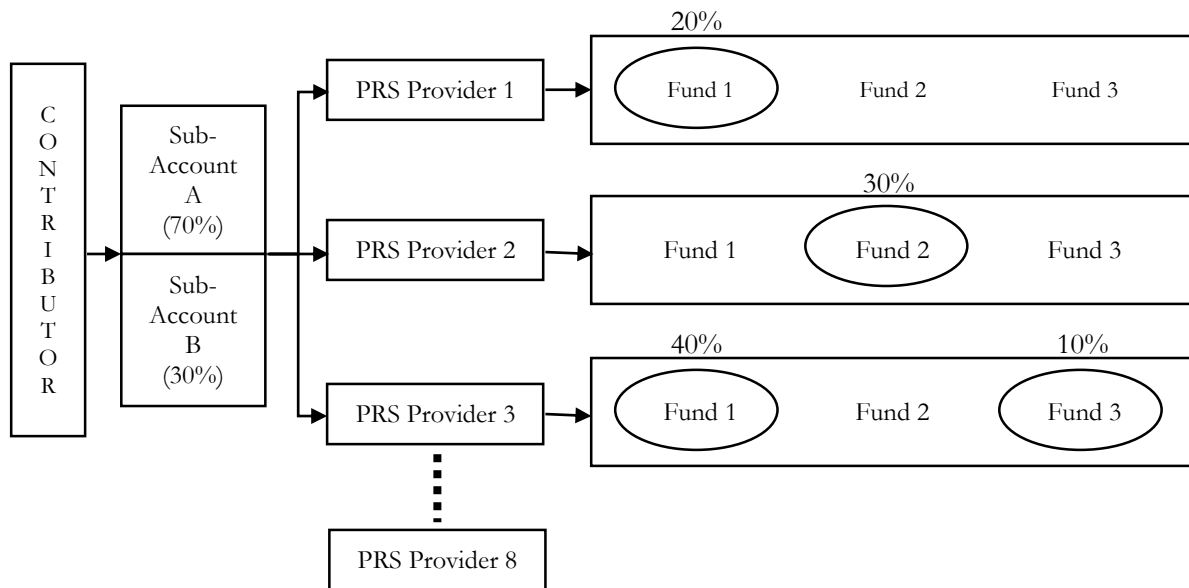 CONTRIBUTOR
Sub-
Account
A
(70%)
Sub-
Account
B
(30%)
PRS Provider 1
20%
Fund 1 Fund 2 Fund 3
PRS Provider 2
30%
Fund 1 Fund 2 Fund 3
PRS Provider 3
40% 10%
Fund 1 Fund 2 Fund 3
PRS Provider 8